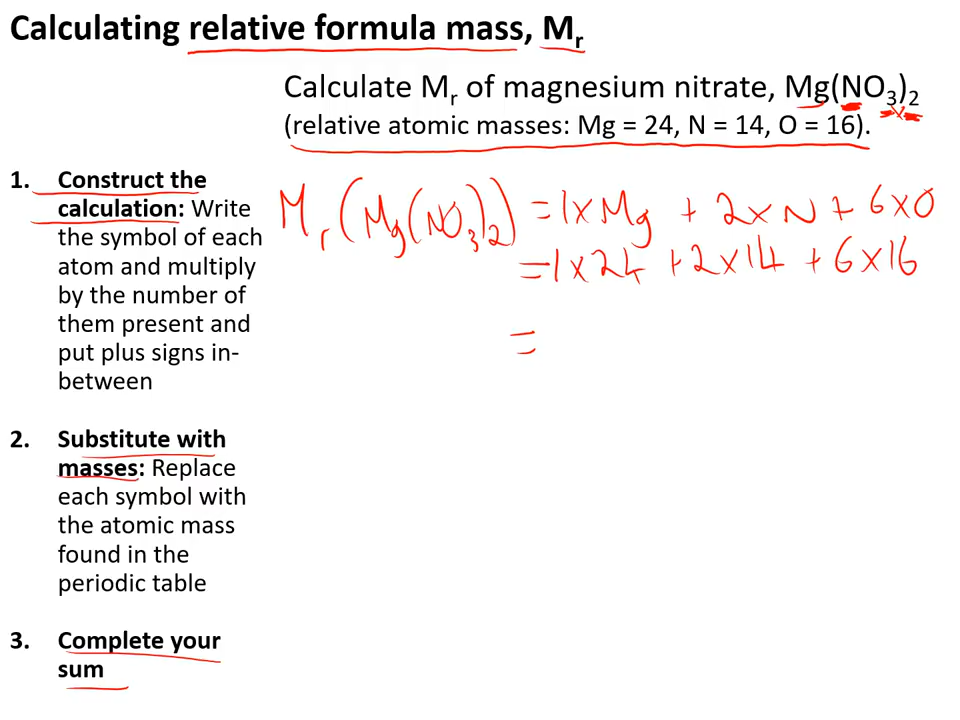 Calculating relative formula mass, Mr
Calculate Mr of magnesium nitrate, Mg(NO3)2
(relative atomic masses: Mg = 24, N = 14, O = 16).
x
1. Construct the
calculation: Write
the symbol of each
atom and multiply
by the number of
them present and
put plus signs in-
between
2. Substitute with
masses: Replace
each symbol with
the atomic mass
found in the
periodic table
3. Complete your
sum
Mr (Mg(NO3)2) = 1 x Mg + 2 x N + 6 x O
= 1 x 24 + 2 x 14 + 6 x 16
=